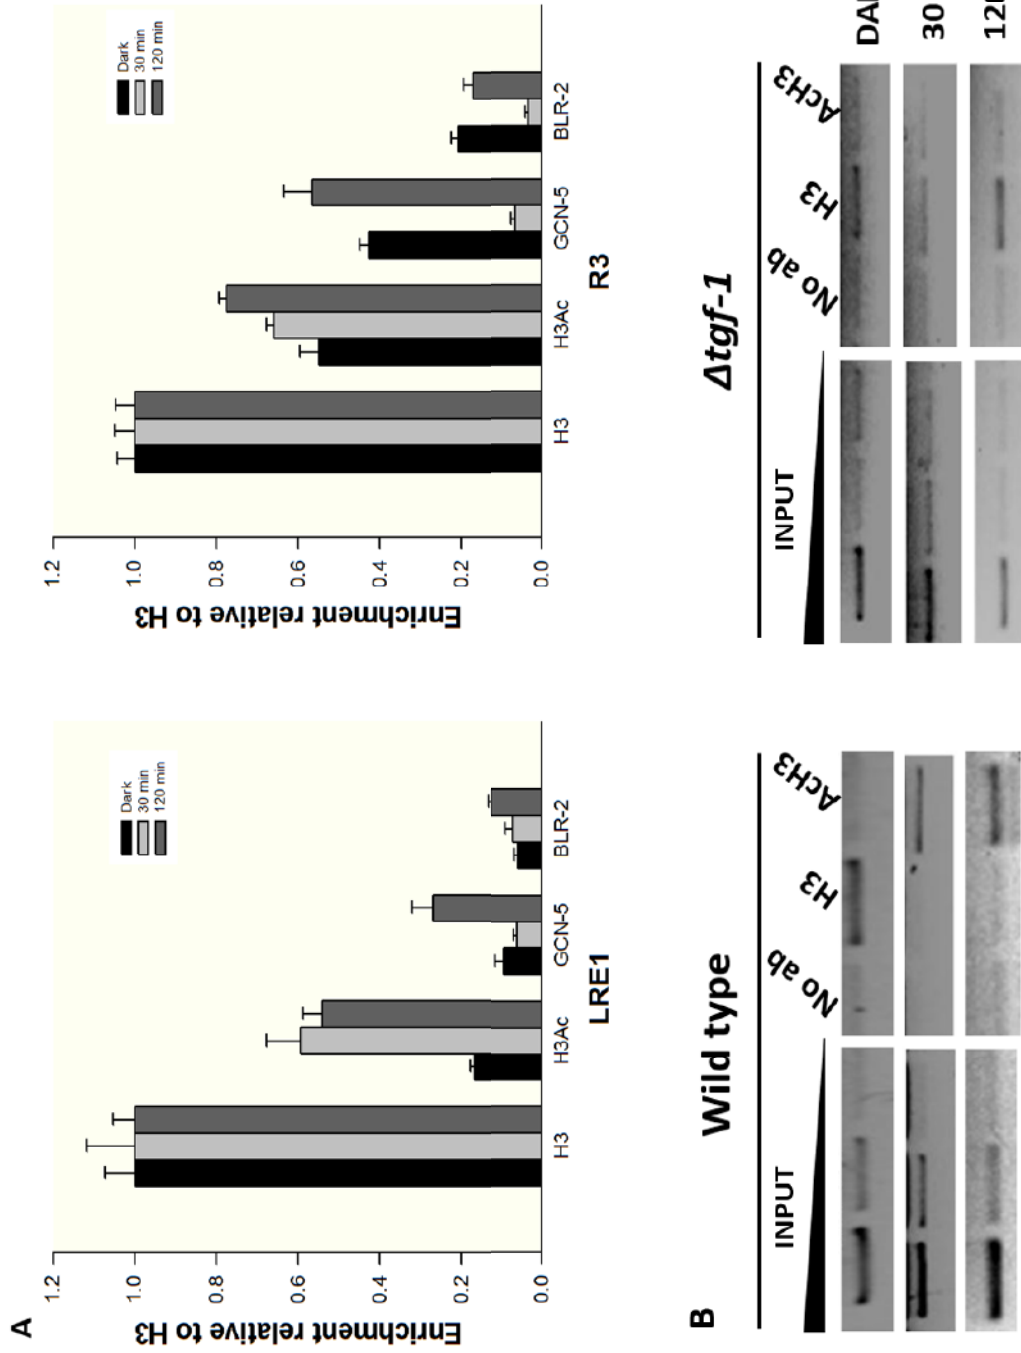 A
Enrichment relative to H3
1.2
1.0
0.8
0.6
0.4
0.2
0.0
Dark
30 min
120 min
H3
H3Ac
GCN-5
BLR-2
LRE1
Enrichment relative to H3
1.2
1.0
0.8
0.6
0.4
0.2
0.0
Dark
30 min
120 min
H3
H3Ac
GCN-5
BLR-2
R3
B
Wild type
INPUT
No ab
H3
AcH3
Δtgf-1
INPUT
No ab
H3
AcH3
DA
30
12